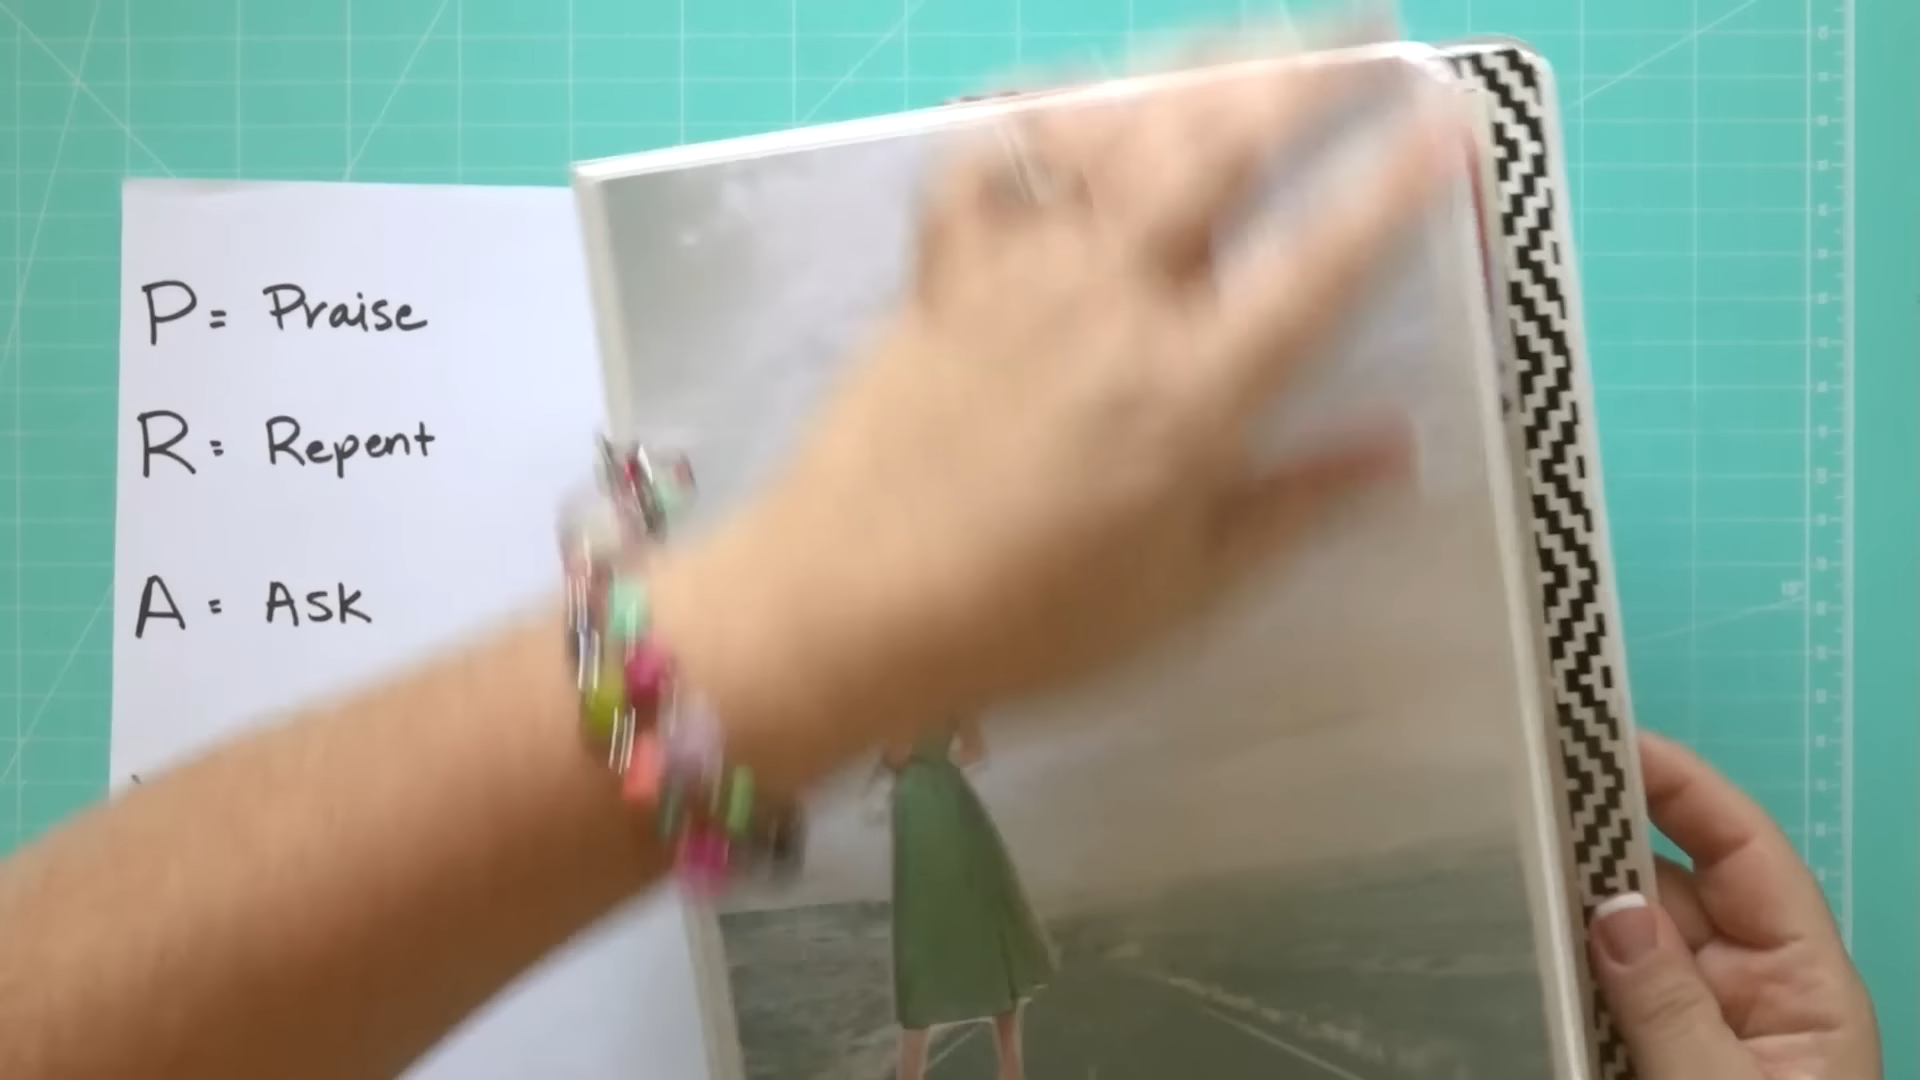 P = Praise
R = Repent
A = Ask